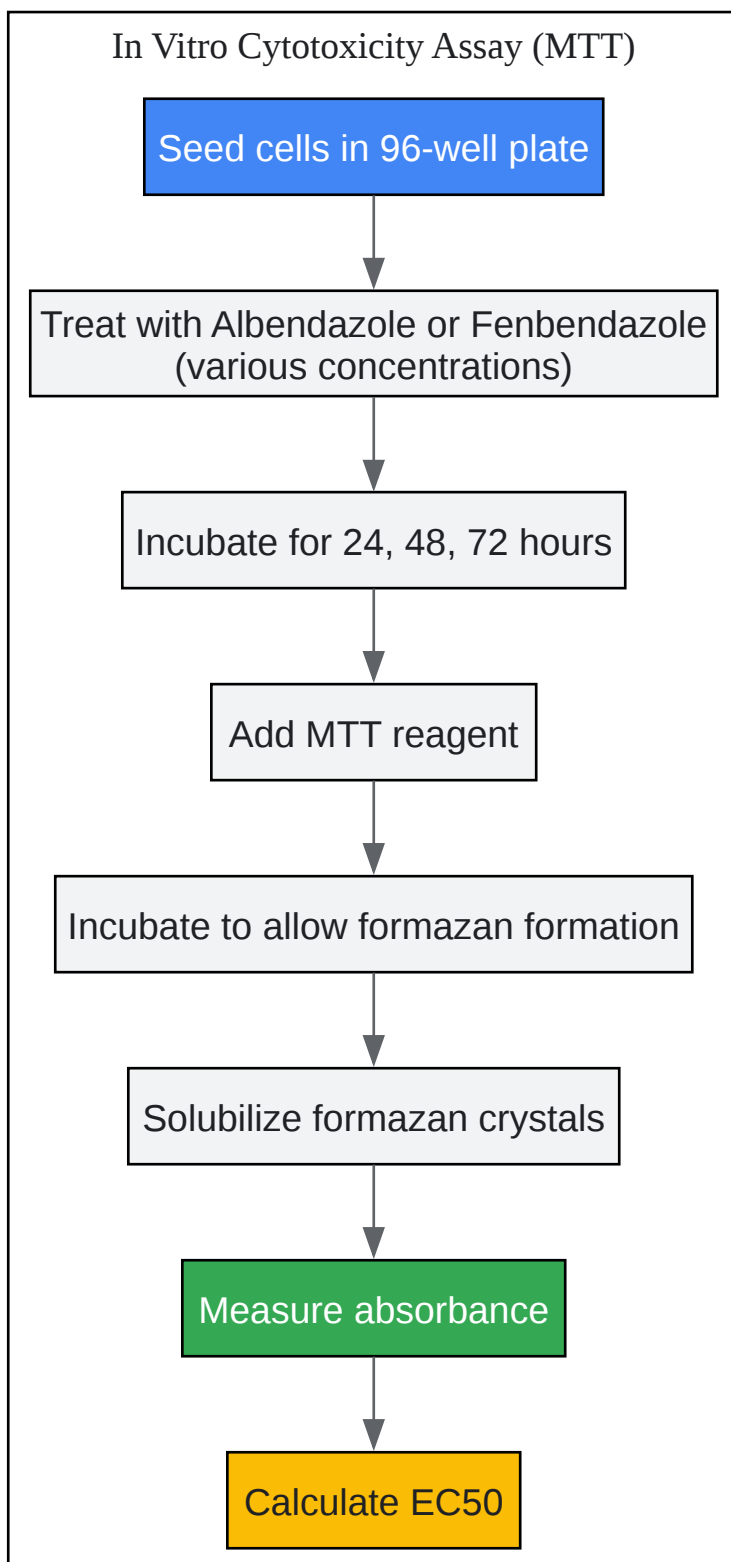 In Vitro Cytotoxicity Assay (MTT)
Seed cells in 96-well plate
Treat with Albendazole or Fenbendazole
(various concentrations)
Incubate for 24, 48, 72 hours
Add MTT reagent
Incubate to allow formazan formation
Solubilize formazan crystals
Measure absorbance
Calculate EC50